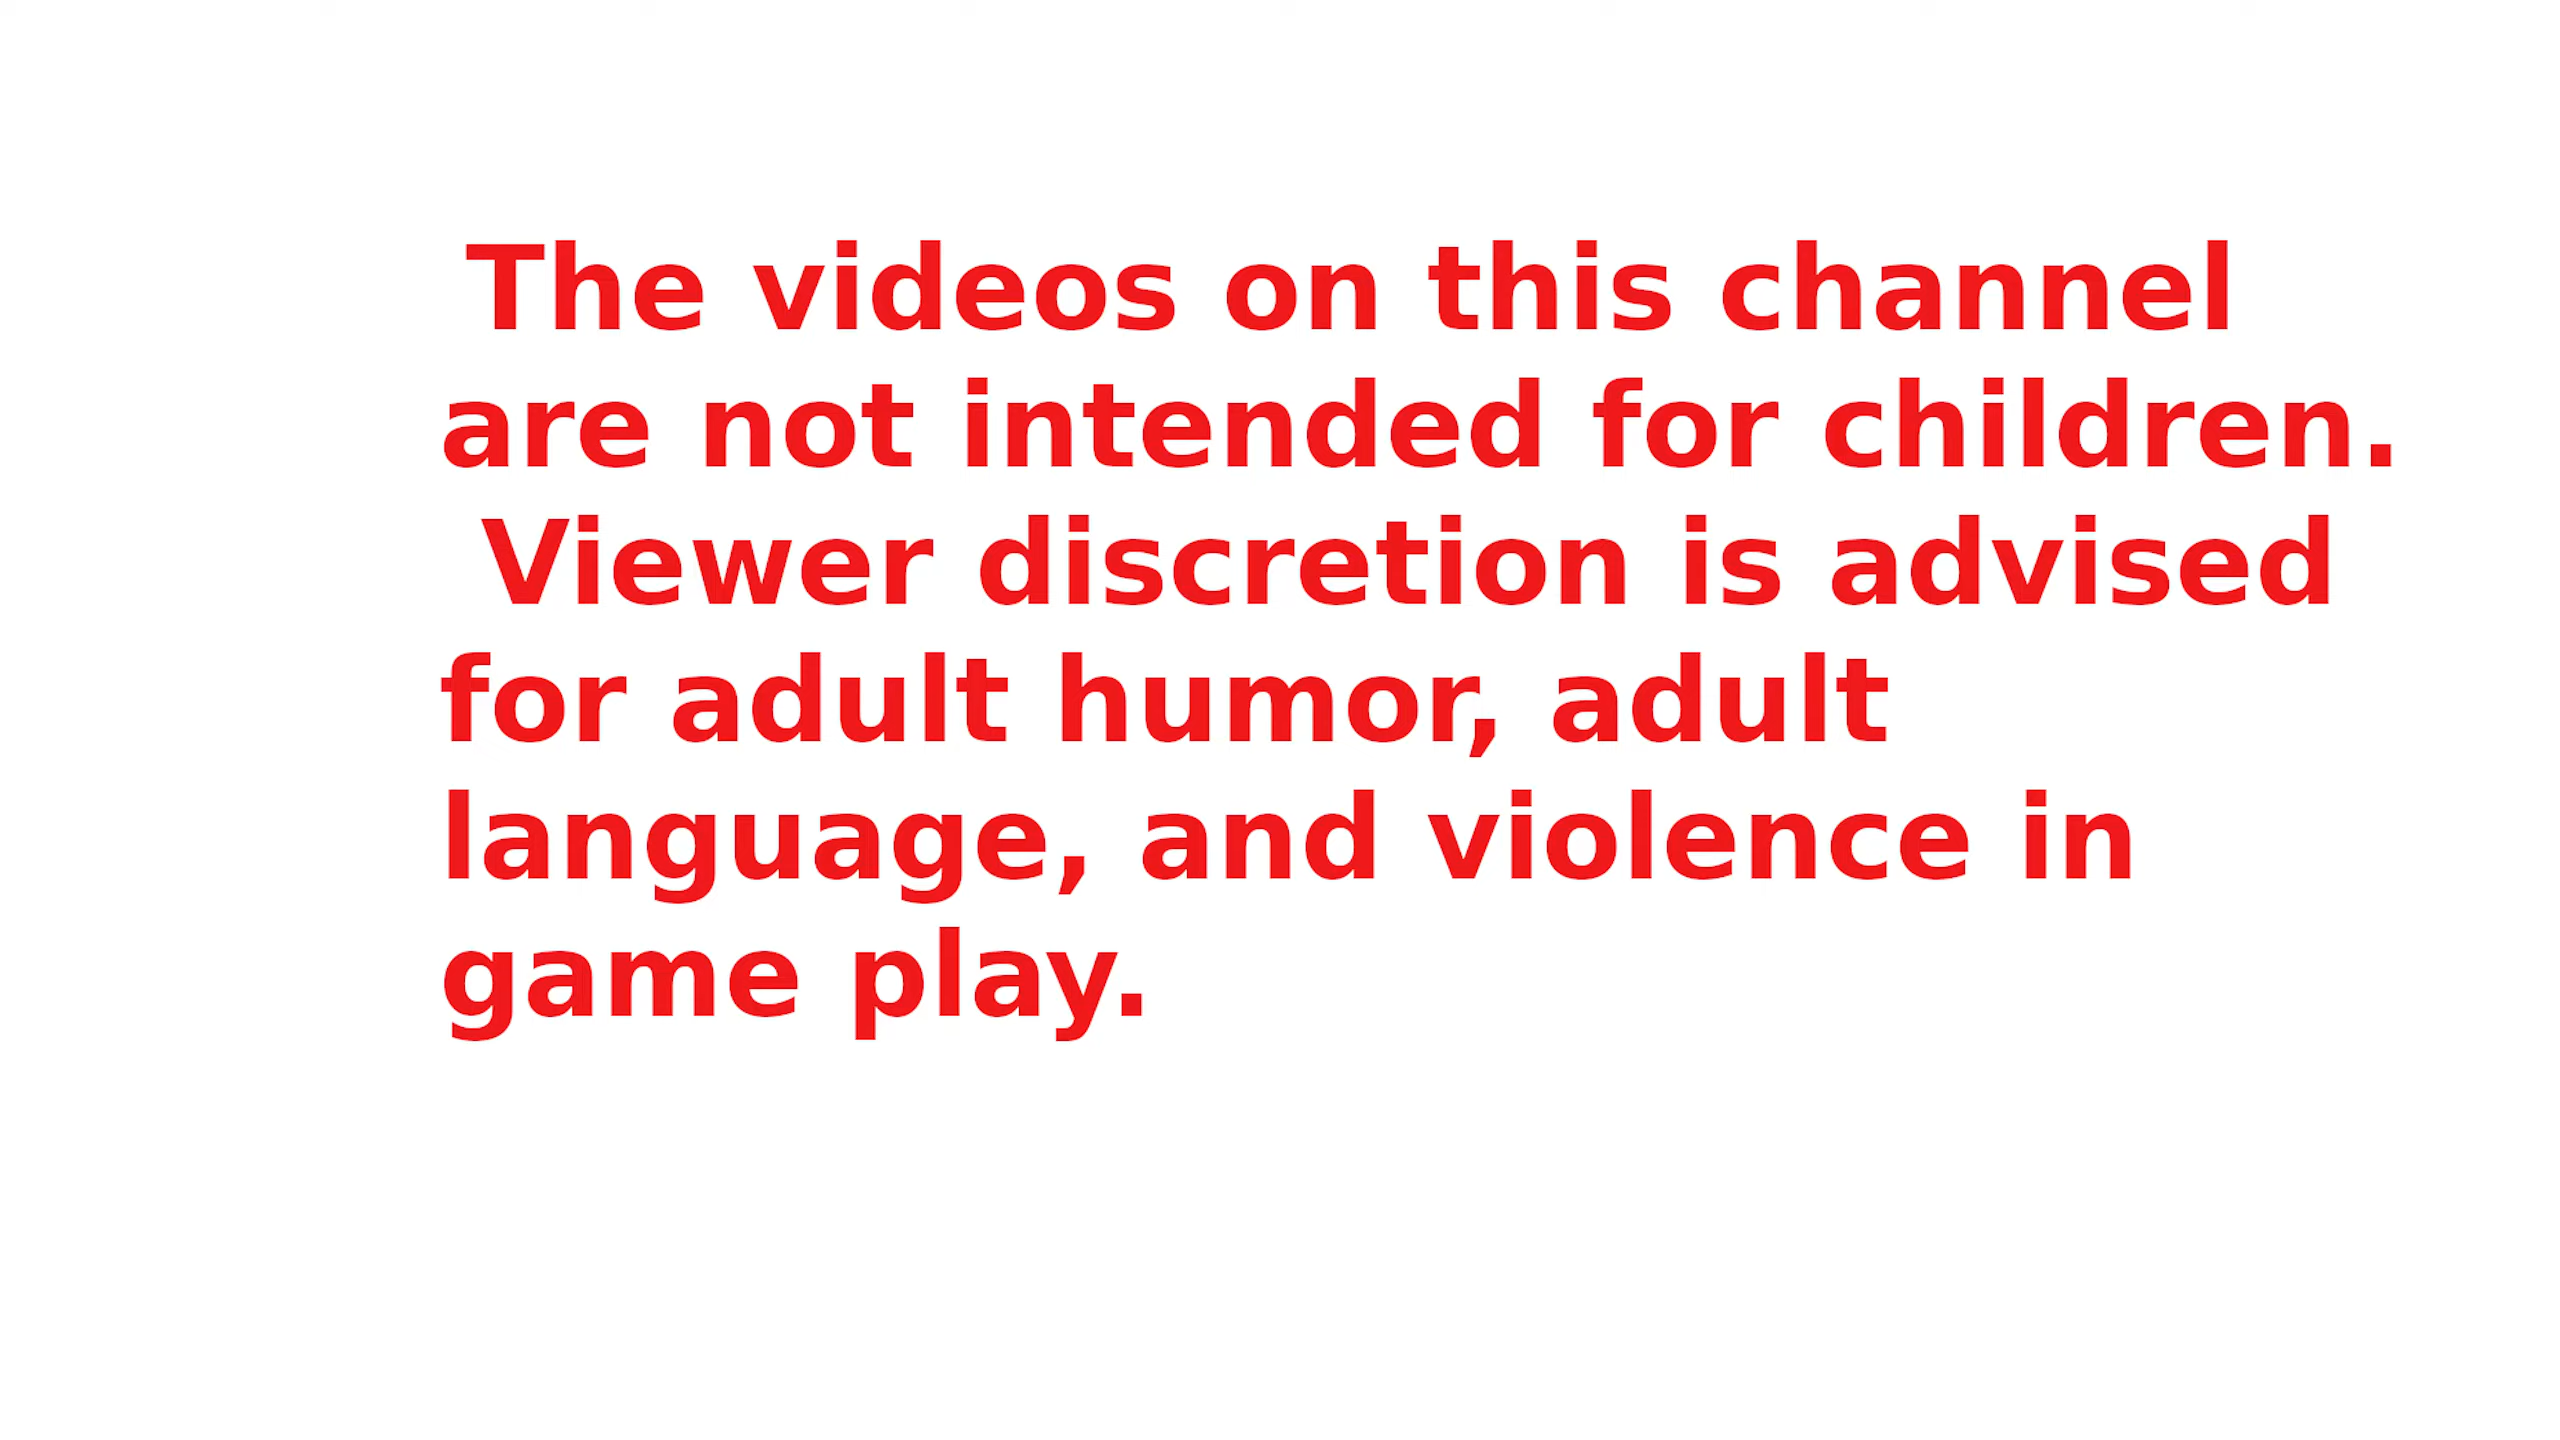 The videos on this channel
are not intended for children.
Viewer discretion is advised
for adult humor, adult
language, and violence in
game play.